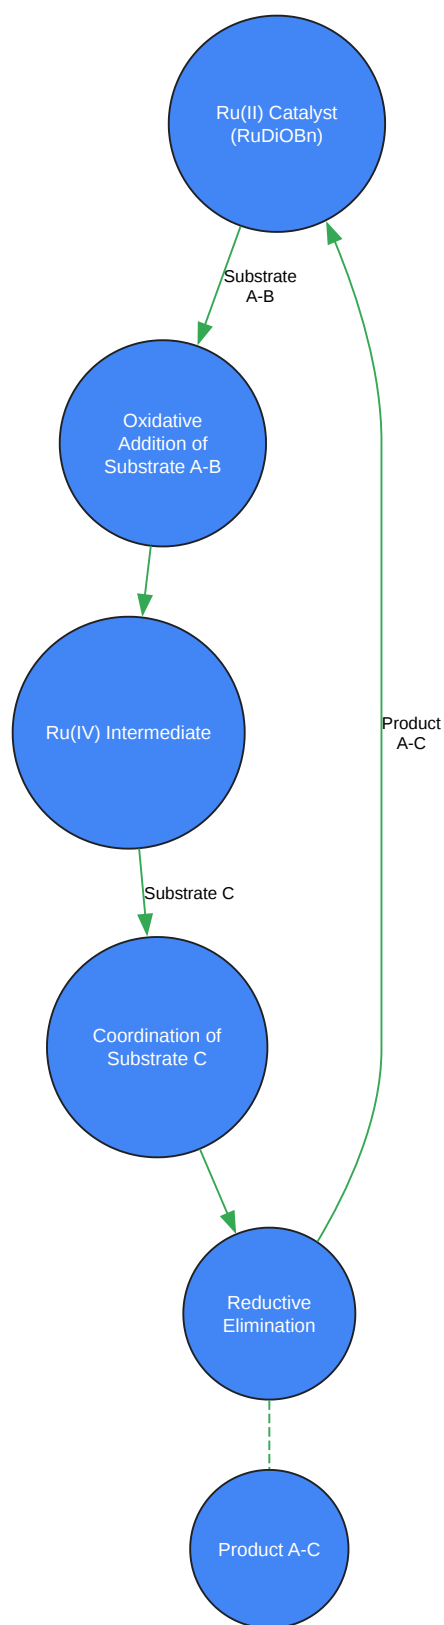 Ru(II) Catalyst
(RuDiOBn)
Substrate
A-B
Oxidative
Addition of
Substrate A-B
Ru(IV) Intermediate
Product
A-C
Substrate C
Coordination of
Substrate C
Reductive
Elimination
Product A-C